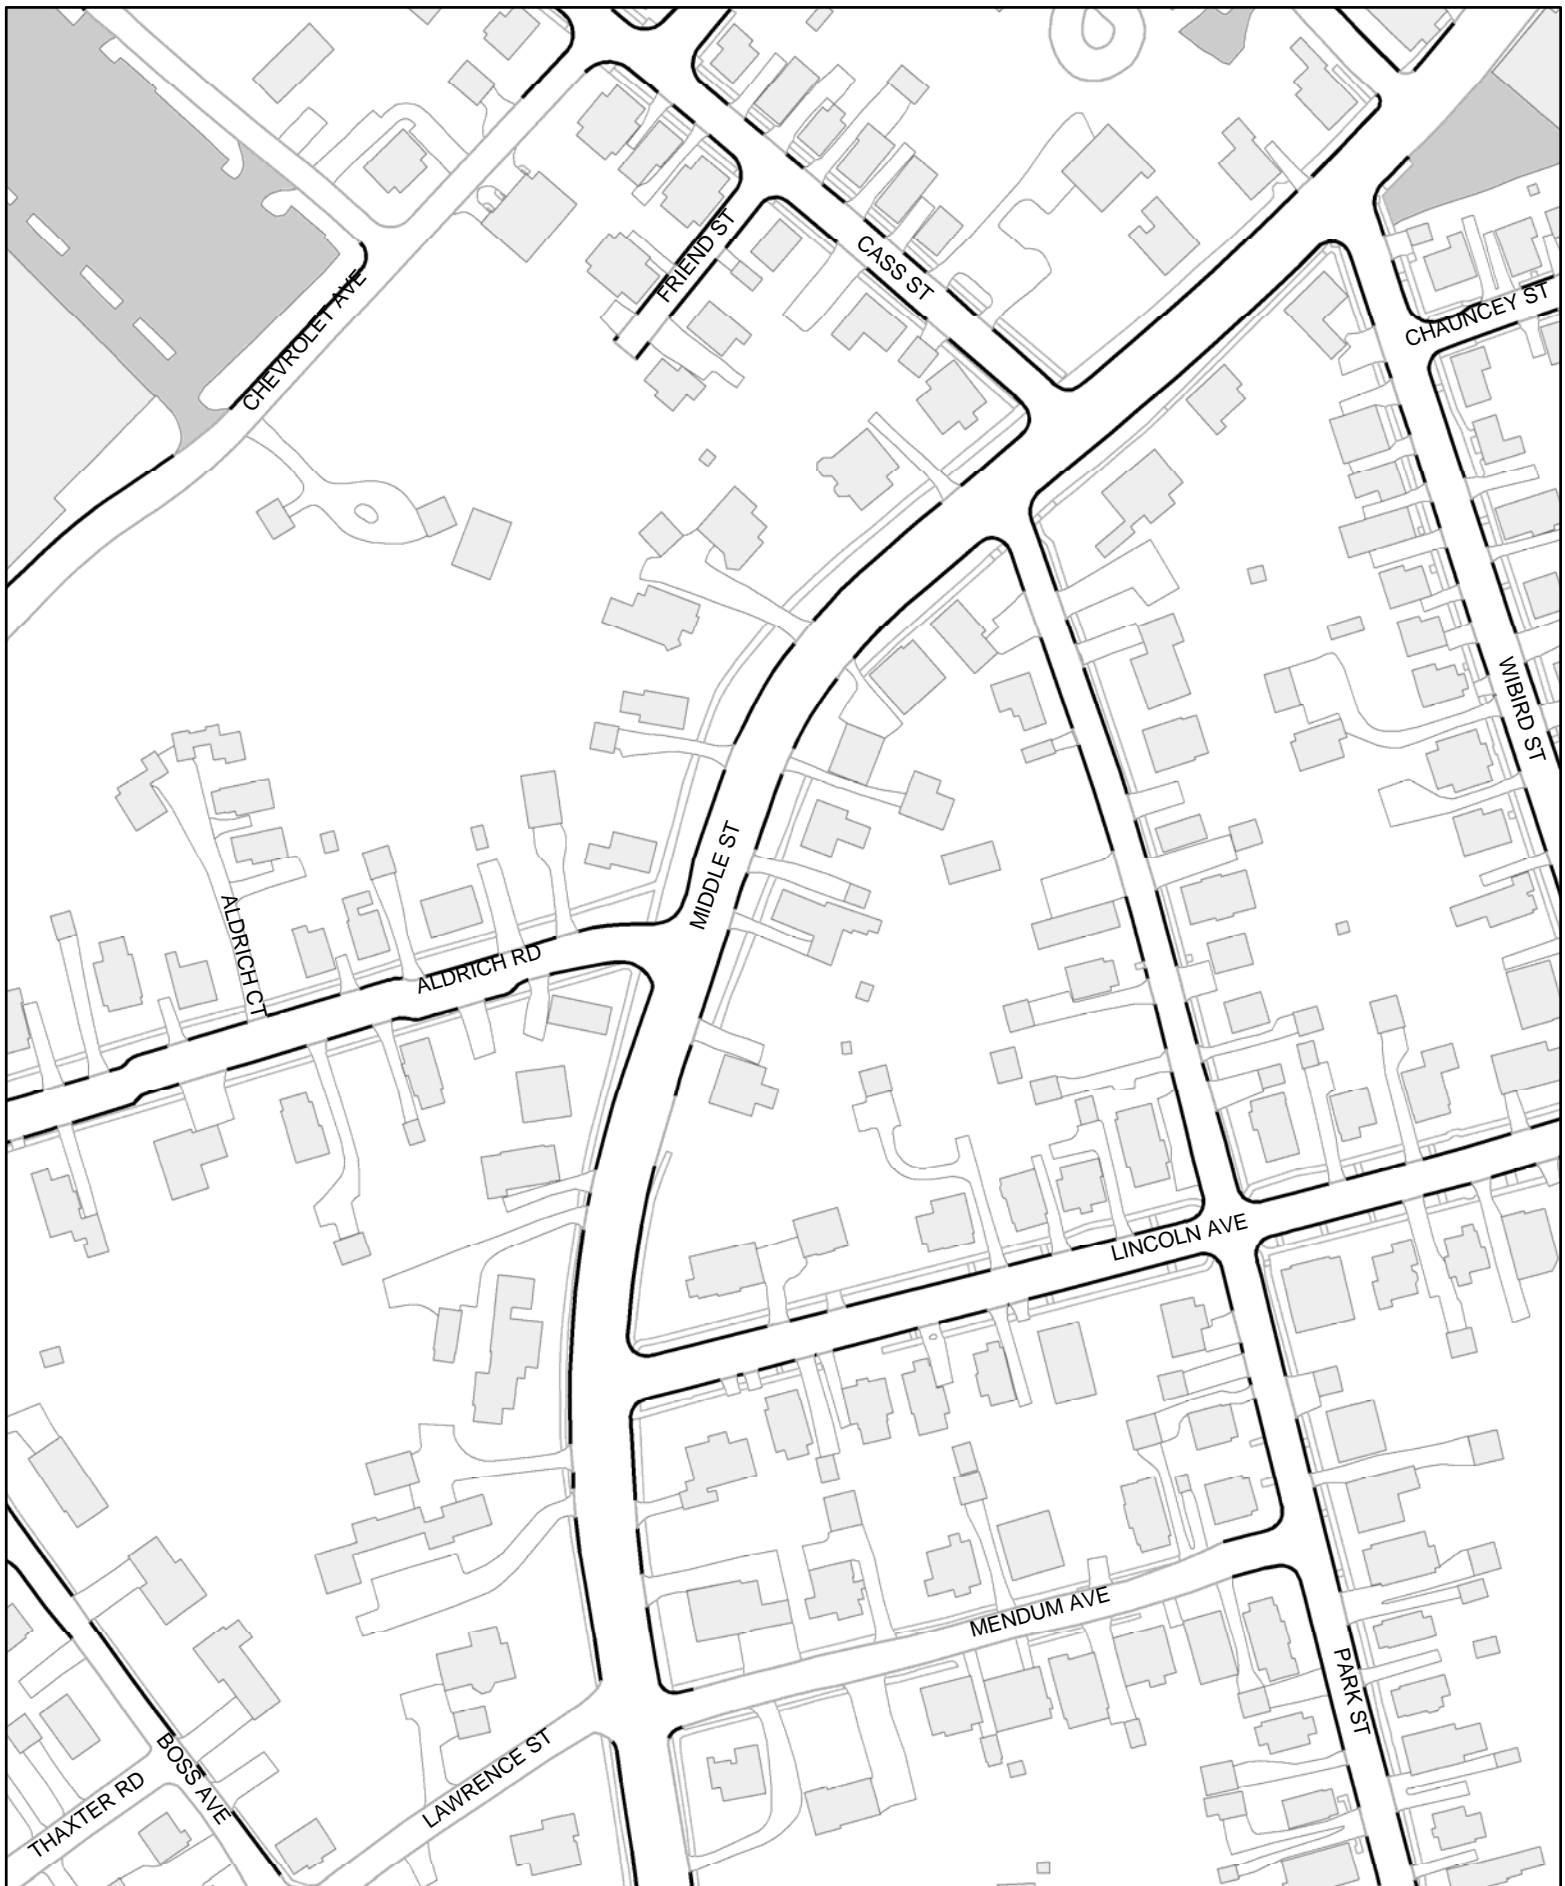 FRIEND ST
CASS ST
CHEVROLET AVE
CHAUNCEY ST
WIBIRD ST
MIDDLE ST
ALDRICH CT
ALDRICH RD
LINCOLN AVE
MENDUM AVE
PARK ST
BOSS AVE
LAWRENCE ST
THAXTER RD